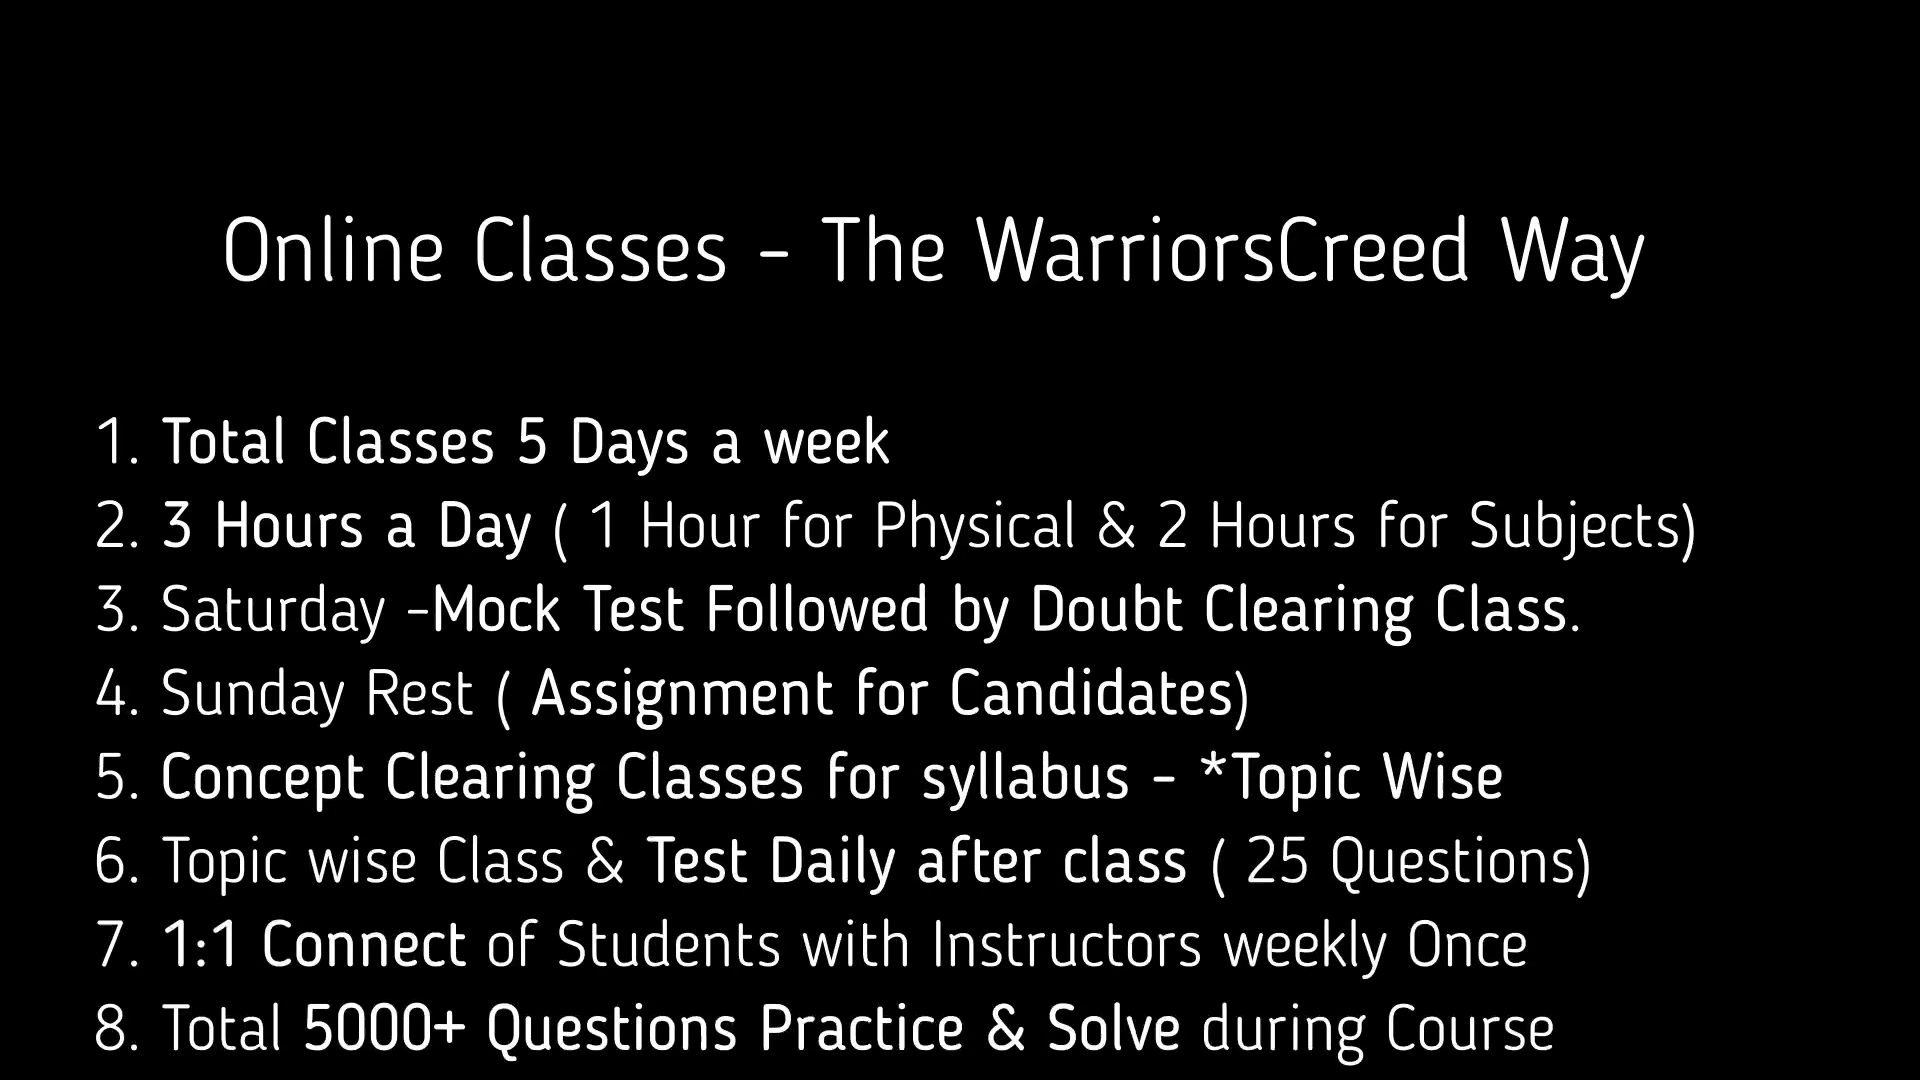 Online Classes - The WarriorsCreed Way
1. Total Classes 5 Days a week
2. 3 Hours a Day ( 1 Hour for Physical & 2 Hours for Subjects)
3. Saturday -Mock Test Followed by Doubt Clearing Class.
4. Sunday Rest ( Assignment for Candidates)
5. Concept Clearing Classes for syllabus - *Topic Wise
6. Topic wise Class & Test Daily after class ( 25 Questions)
7. 1:1 Connect of Students with Instructors weekly Once
8. Total 5000+ Questions Practice & Solve during Course